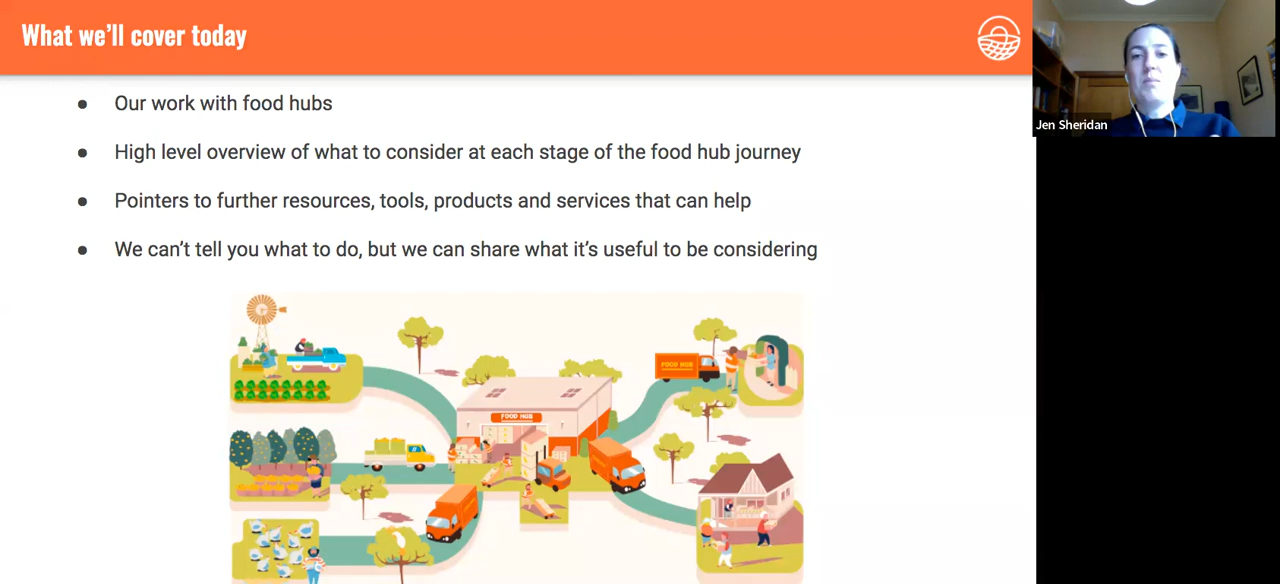 What we'll cover today
Our work with food hubs
High level overview of what to consider at each stage of the food hub journey
Pointers to further resources, tools, products and services that can help
We can't tell you what to do, but we can share what it's useful to be considering
FOOD HUB
FOOD HUB
Jen Sheridan